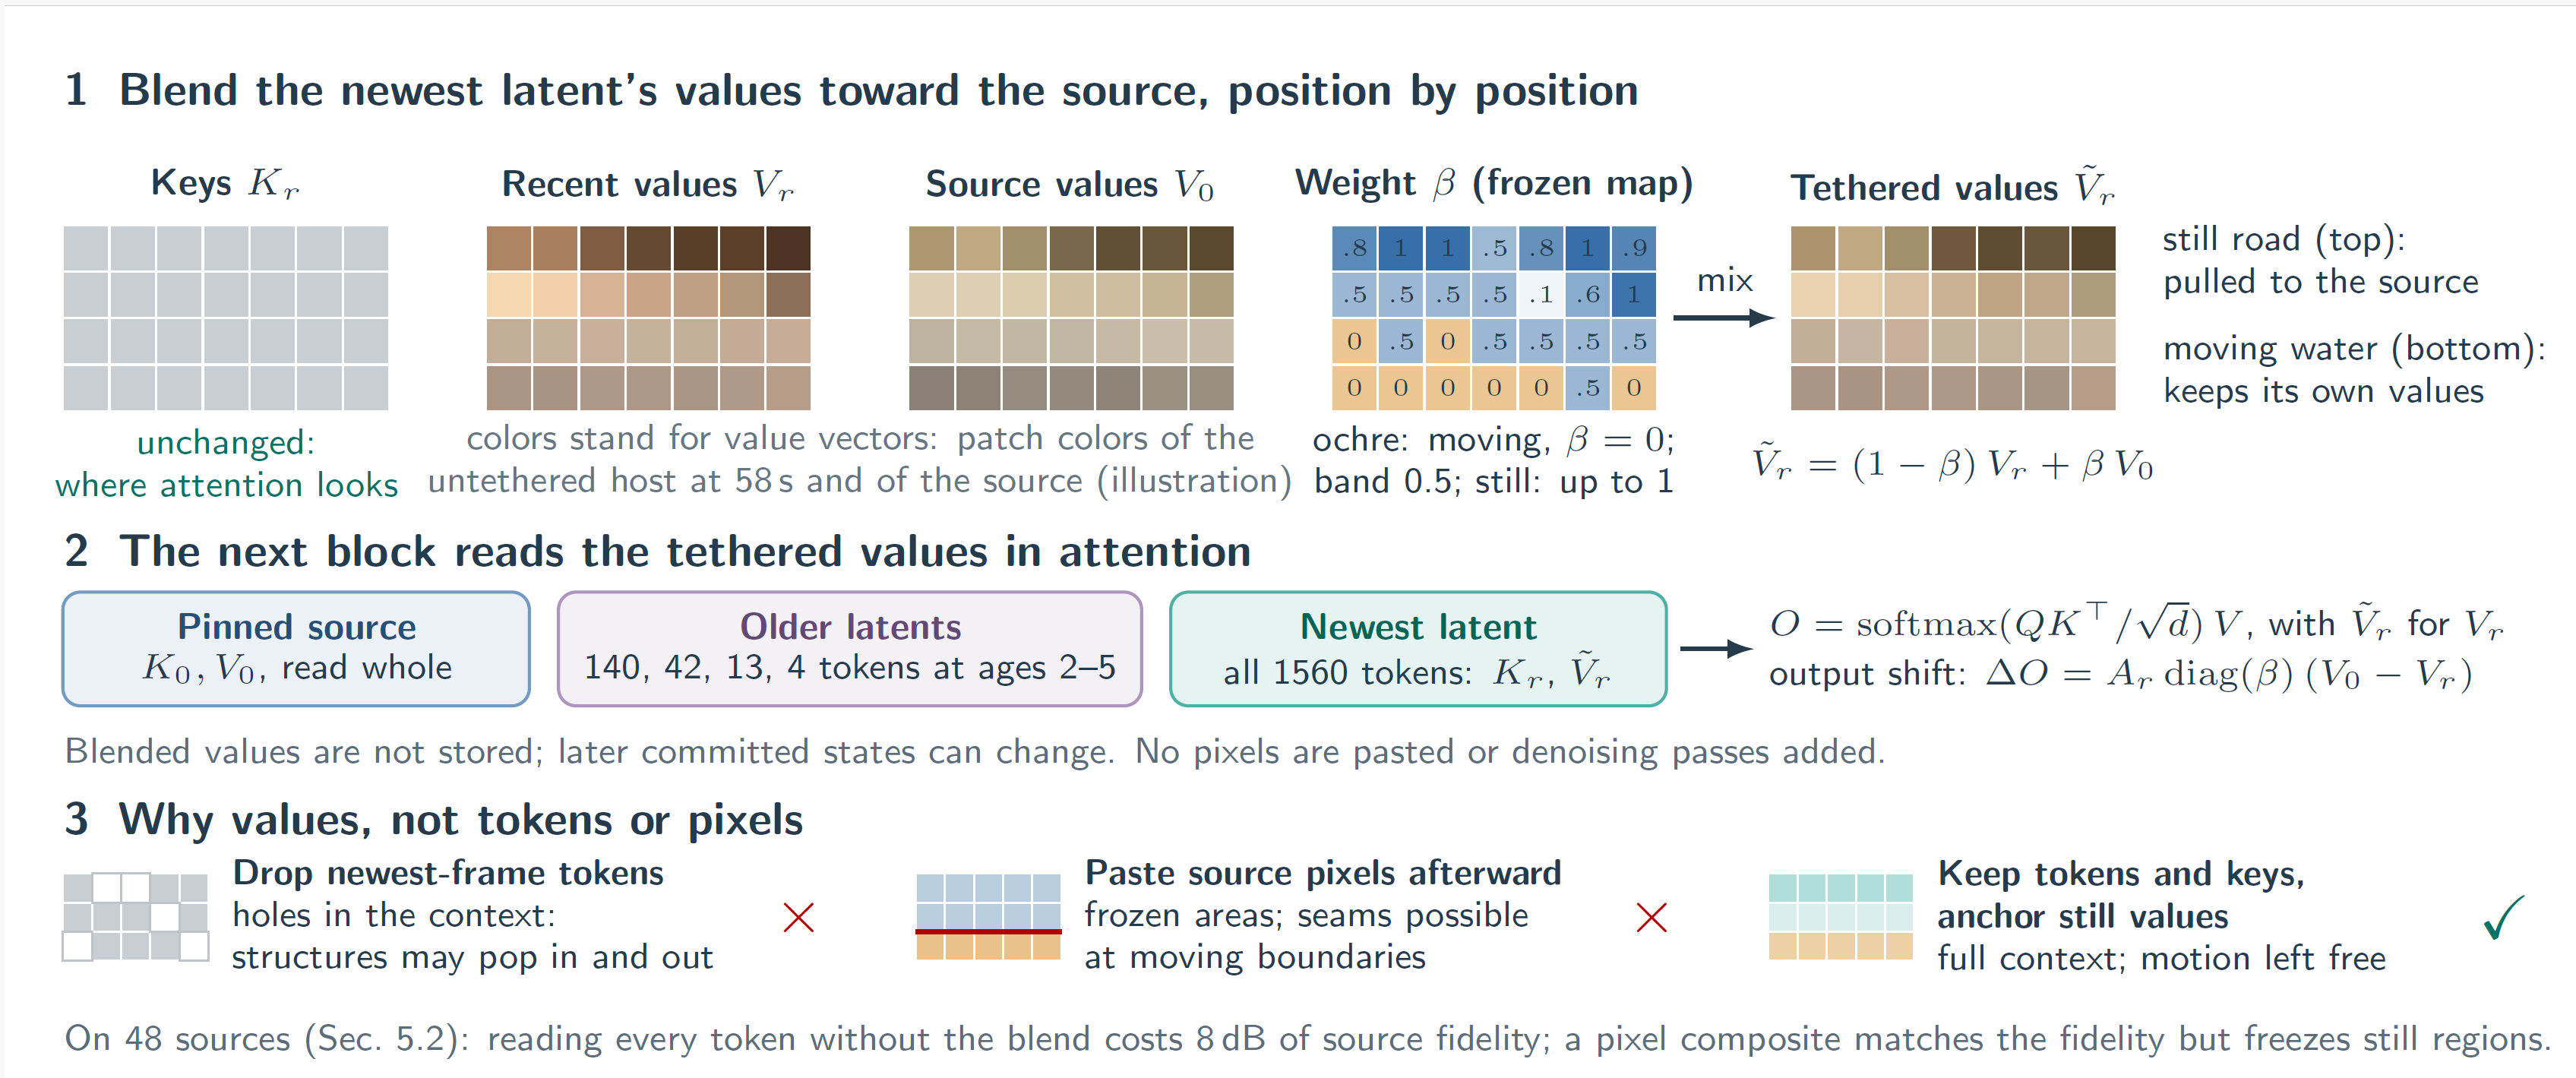 1 Blend the newest latent's values toward the source, position by position
Keys K_r
Recent values V_r
Source values V_0
Weight β (frozen map)
Tethered values Ṽ_r
.8 1 1 .5 .8 1 .9
.5 .5 .5 .5 .1 .6 1
0 .5 0 .5 .5 .5 .5
0 0 0 0 0 .5 0
mix
still road (top):
pulled to the source
moving water (bottom):
keeps its own values
unchanged:
where attention looks
colors stand for value vectors: patch colors of the
untethered host at 58 s and of the source (illustration)
ochre: moving, β = 0;
band 0.5; still: up to 1
Ṽ_r = (1 − β) V_r + β V_0
2 The next block reads the tethered values in attention
Pinned source
K_0, V_0, read whole
Older latents
140, 42, 13, 4 tokens at ages 2–5
Newest latent
all 1560 tokens: K_r, Ṽ_r
O = softmax(QK^⊤/√d) V, with Ṽ_r for V_r
output shift: ΔO = A_r diag(β) (V_0 − V_r)
Blended values are not stored; later committed states can change. No pixels are pasted or denoising passes added.
3 Why values, not tokens or pixels
Drop newest-frame tokens
holes in the context:
structures may pop in and out
Paste source pixels afterward
frozen areas; seams possible
at moving boundaries
Keep tokens and keys,
anchor still values
full context; motion left free
On 48 sources (Sec. 5.2): reading every token without the blend costs 8 dB of source fidelity; a pixel composite matches the fidelity but freezes still regions.